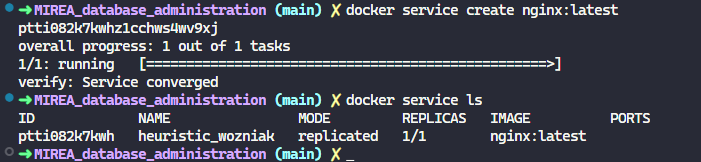 ➜MIREA_database_administration (main) ✗ docker service create nginx:latest
ptti082k7kwhz1cchws4wv9xj
overall progress: 1 out of 1 tasks
1/1: running   [==================================================>]
verify: Service converged
➜MIREA_database_administration (main) ✗ docker service ls
ID             NAME                MODE         REPLICAS   IMAGE          PORTS
ptti082k7kwh   heuristic_wozniak   replicated   1/1        nginx:latest
➜MIREA_database_administration (main) ✗ _